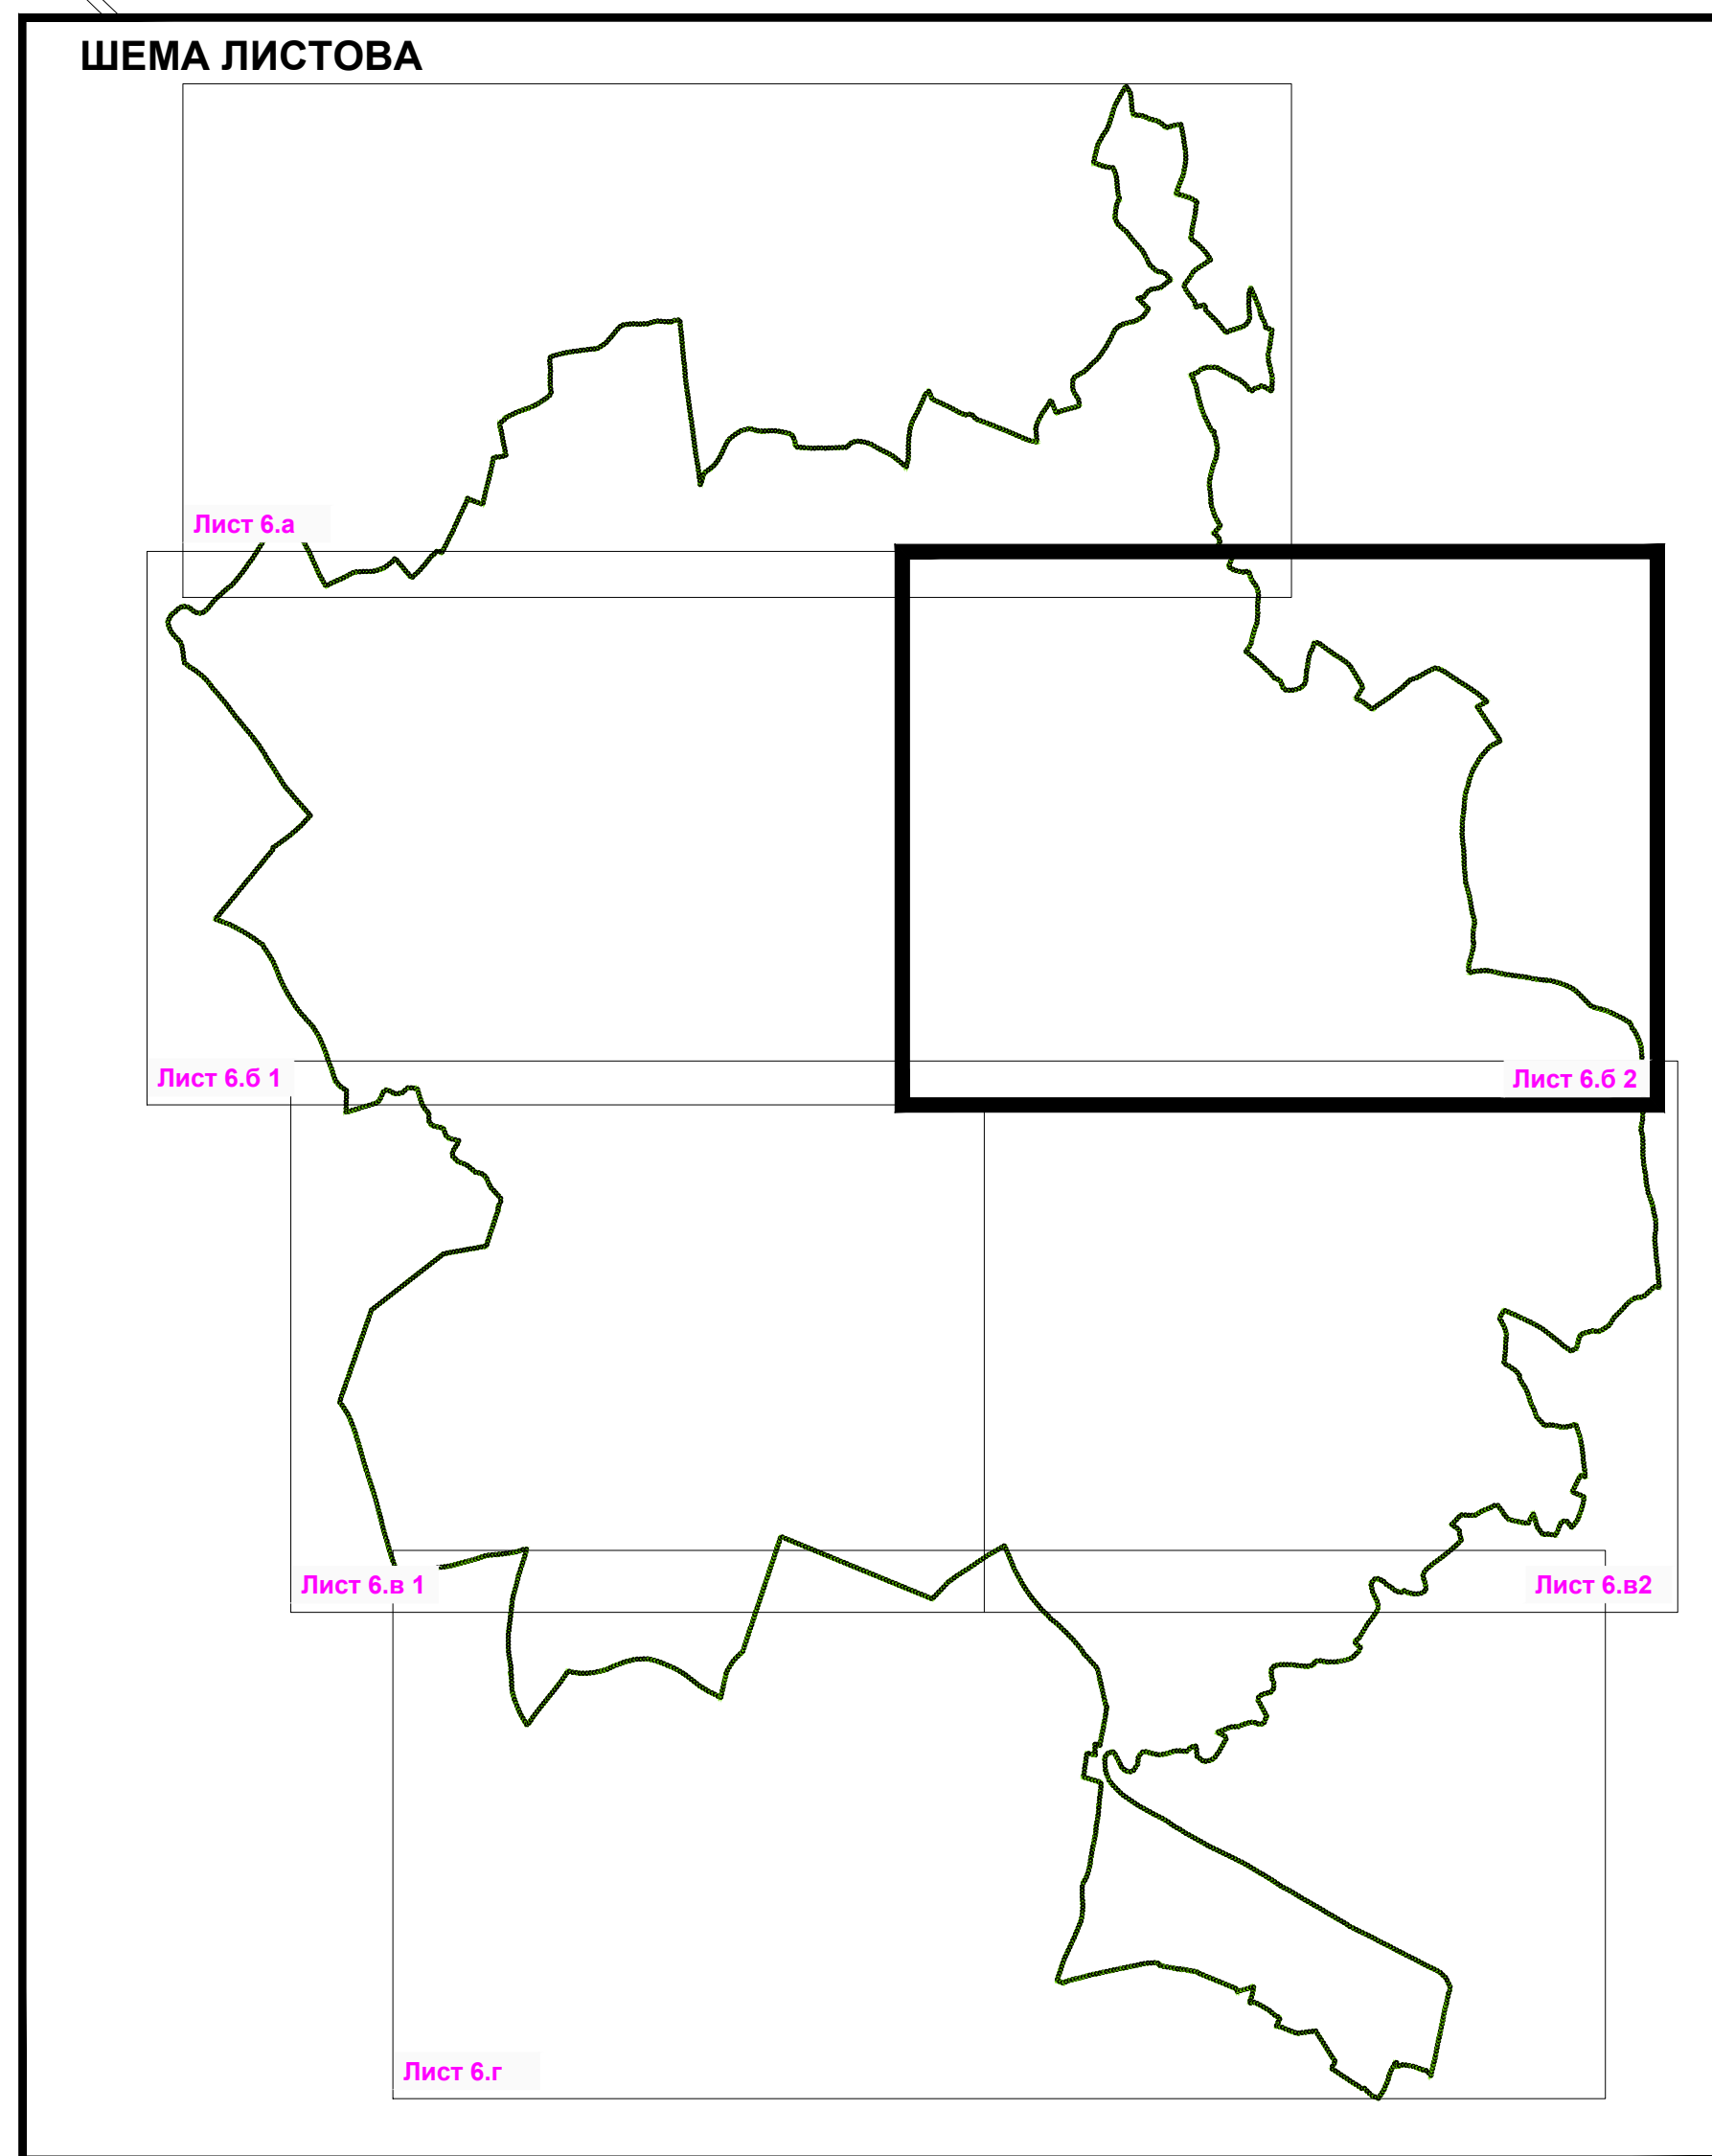 ШЕМА ЛИСТОВА
Лист 6.а
Лист 6.б 1
Лист 6.б 2
Лист 6.в 1
Лист 6.в2
Лист 6.г